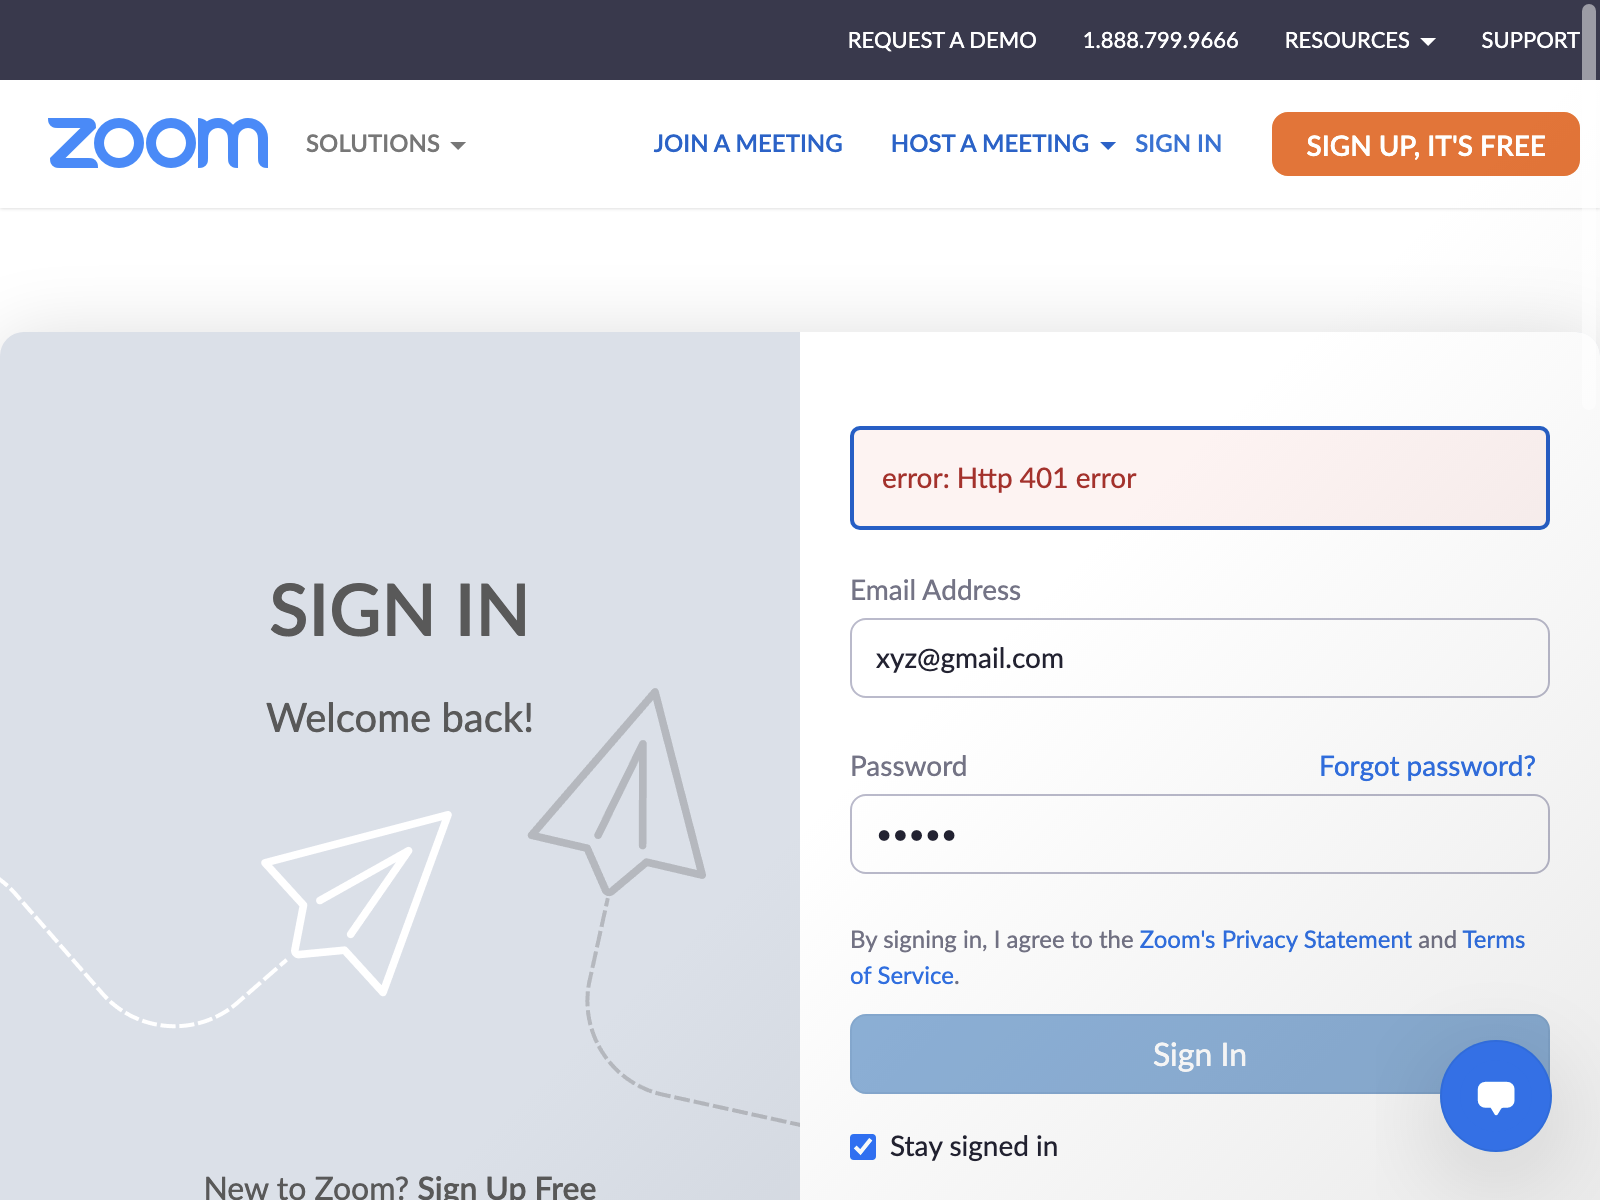 REQUEST A DEMO 1.888.799.9666 RESOURCES SUPPORT
zoom SOLUTIONS JOIN A MEETING HOST A MEETING SIGN IN SIGN UP, IT'S FREE
SIGN IN
Welcome back!
New to Zoom? Sign Up Free
error: Http 401 error
Email Address
xyz@gmail.com
Password Forgot password?
By signing in, I agree to the Zoom's Privacy Statement and Terms
of Service.
Sign In
Stay signed in